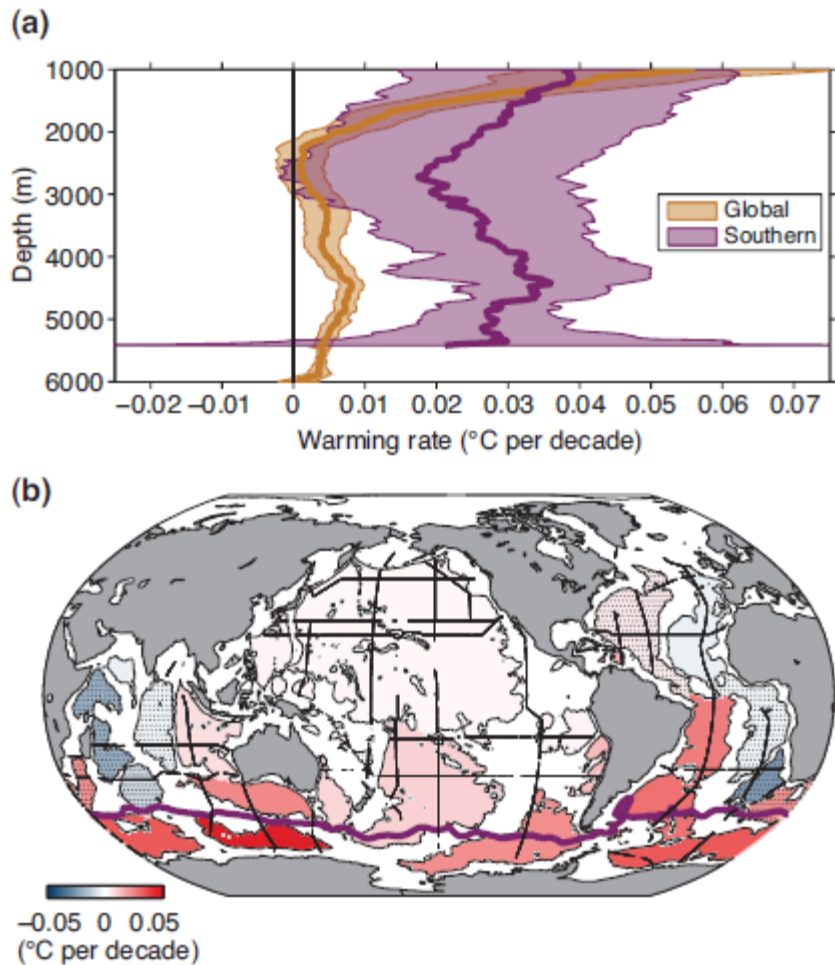 (a)
1000
2000
3000
4000
5000
6000
Depth (m)
Global
Southern
−0.02 −0.01 0 0.01 0.02 0.03 0.04 0.05 0.06 0.07
Warming rate (°C per decade)
(b)
−0.05 0 0.05
(°C per decade)